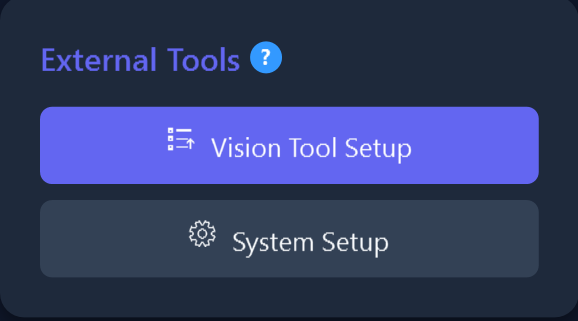 External Tools ?
Vision Tool Setup
System Setup